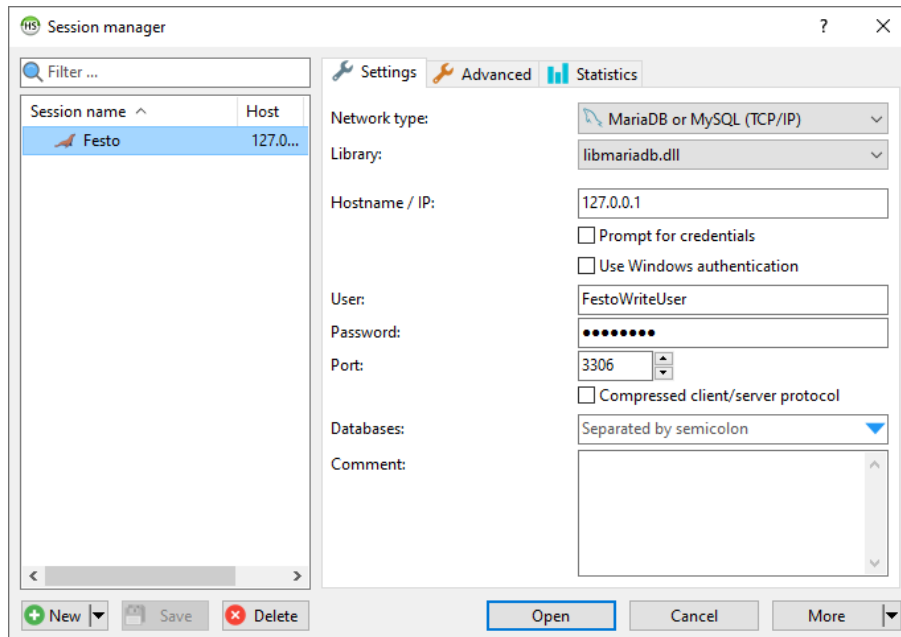 HS Session manager ?
Filter ...
Settings Advanced Statistics
Session name Host
Festo 127.0...
Network type: MariaDB or MySQL (TCP/IP)
Library: libmariadb.dll
Hostname / IP: 127.0.0.1
Prompt for credentials
Use Windows authentication
User: FestoWriteUser
Password: ●●●●●●●●
Port: 3306
Compressed client/server protocol
Databases: Separated by semicolon
Comment:
New Save Delete Open Cancel More